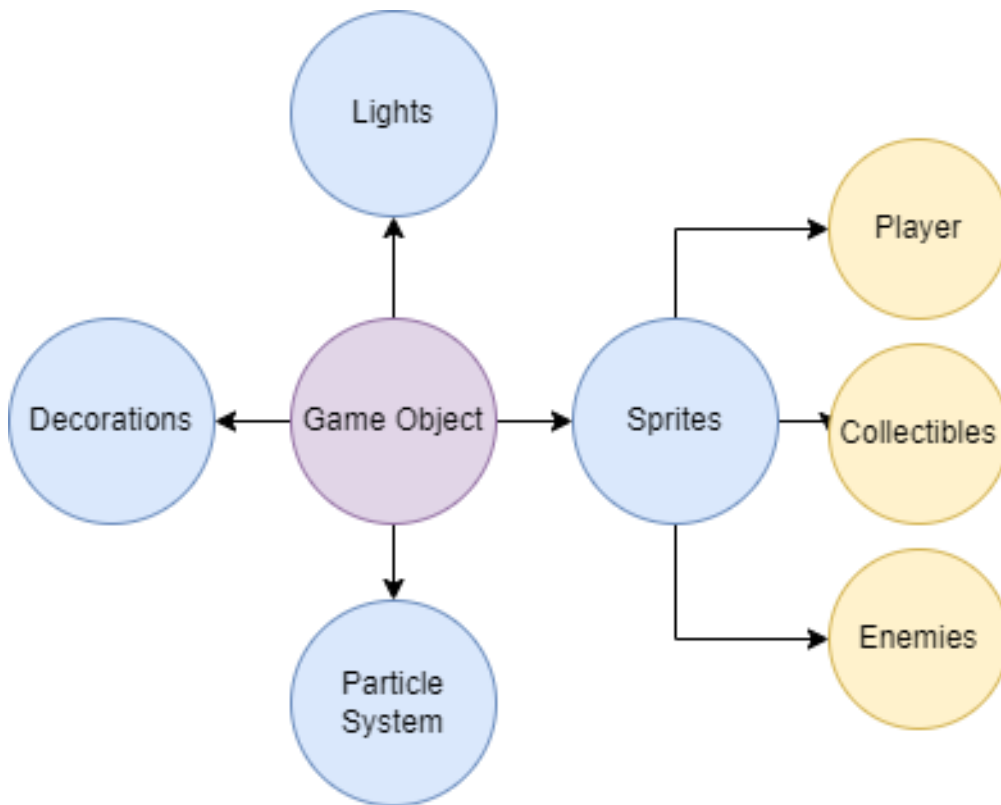 Lights
Player
Decorations
Game Object
Sprites
Collectibles
Enemies
Particle
System